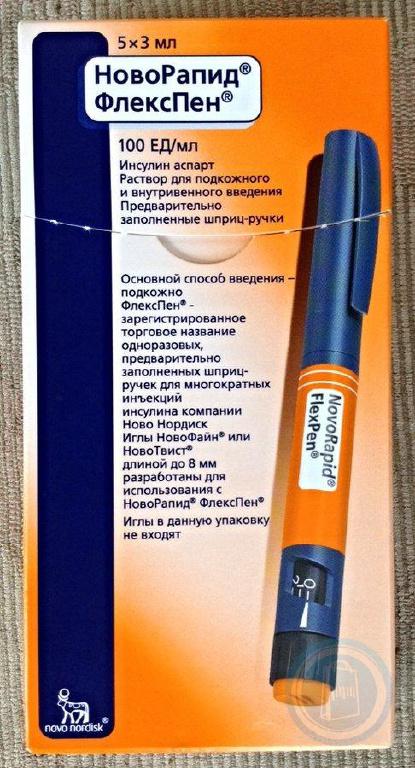 5×3 мл
НовоРапид®
ФлексПен®
100 ЕД/мл
Инсулин аспарт
Раствор для подкожного
и внутривенного введения
Предварительно
заполненные шприц-ручки
Основной способ введения –
подкожно
ФлексПен® -
зарегистрированное
торговое название
одноразовых,
предварительно
заполненных шприц-
ручек для многократных
инъекций
инсулина компании
Ново Нордиск
Иглы НовоФайн® или
НовоТвист®
длиной до 8 мм
разработаны для
использования с
НовоРапид® ФлексПен®
Иглы в данную упаковку
не входят
NovoRapid®
FlexPen®
novo nordisk®